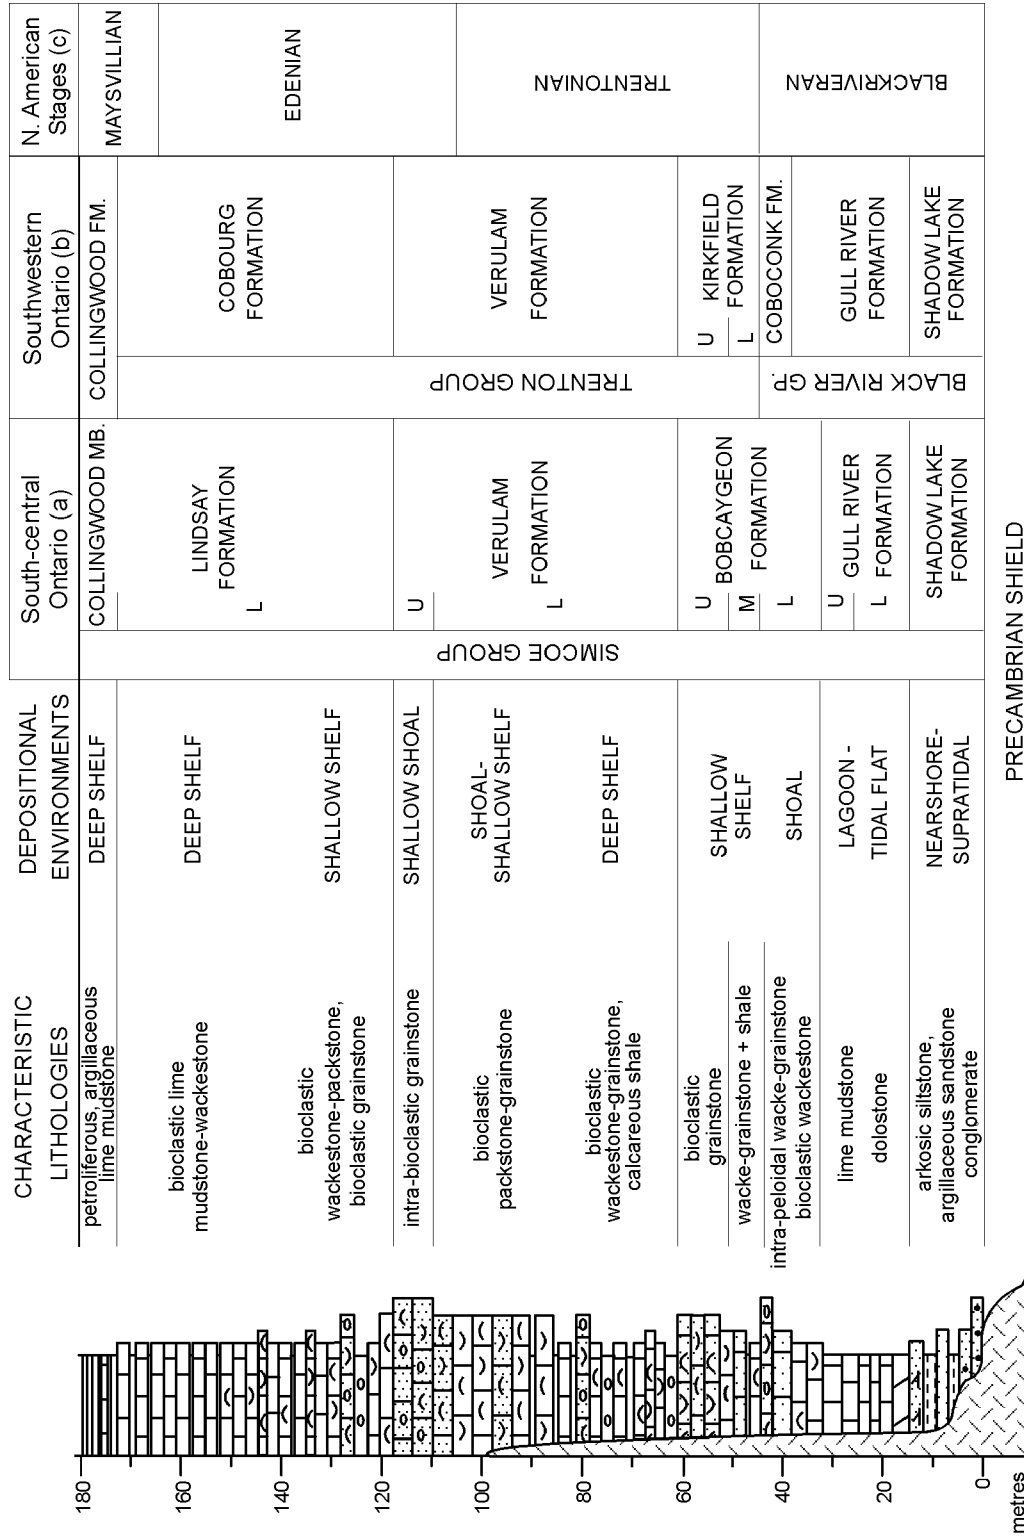 metres
0
20
40
60
80
100
120
140
160
180
CHARACTERISTIC
LITHOLOGIES
petroliferous, argillaceous
lime mudstone
bioclastic lime
mudstone-wackestone
bioclastic
wackestone-packstone,
bioclastic grainstone
intra-bioclastic grainstone
bioclastic
packstone-grainstone
bioclastic
wackestone-grainstone,
calcareous shale
bioclastic
grainstone
wacke-grainstone + shale
intra-peloidal wacke-grainstone
bioclastic wackestone
lime mudstone
dolostone
arkosic siltstone,
argillaceous sandstone
conglomerate
DEPOSITIONAL
ENVIRONMENTS
DEEP SHELF
DEEP SHELF
SHALLOW SHELF
SHALLOW SHOAL
SHOAL-
SHALLOW SHELF
DEEP SHELF
SHALLOW
SHELF
SHOAL
LAGOON -
TIDAL FLAT
NEARSHORE-
SUPRATIDAL
South-central
Ontario (a)
SIMCOE GROUP
COLLINGWOOD MB.
LINDSAY
FORMATION
L
VERULAM
FORMATION
U
L
BOBCAYGEON
FORMATION
U
M
L
GULL RIVER
FORMATION
U
L
SHADOW LAKE
FORMATION
Southwestern
Ontario (b)
COLLINGWOOD FM.
TRENTON GROUP
BLACK RIVER GP.
COBOURG
FORMATION
VERULAM
FORMATION
KIRKFIELD
FORMATION
U
L
COBOCONK FM.
GULL RIVER
FORMATION
SHADOW LAKE
FORMATION
N. American
Stages (c)
MAYSVILLIAN
EDENIAN
TRENTONIAN
BLACKRIVERAN
PRECAMBRIAN SHIELD